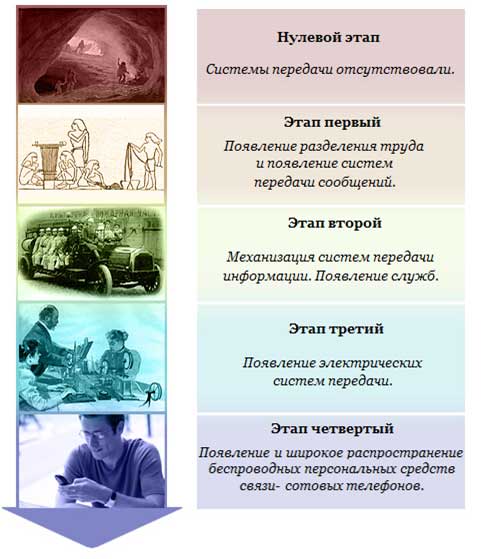 Нулевой этап
Системы передачи отсутствовали.
Этап первый
Появление разделения труда
и появление систем
передачи сообщений.
Этап второй
Механизация систем передачи
информации. Появление служб.
Этап третий
Появление электрических
систем передачи.
Этап четвертый
Появление и широкое распространение
беспроводных персональных средств
связи- сотовых телефонов.